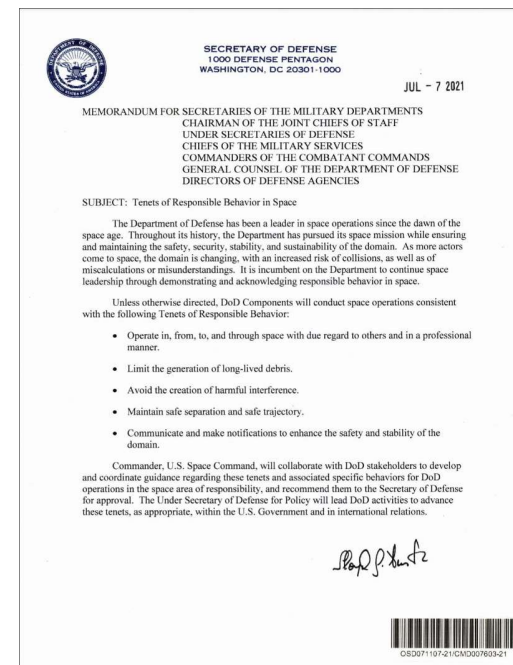 SECRETARY OF DEFENSE
1000 DEFENSE PENTAGON
WASHINGTON, DC 20301-1000
JUL - 7 2021
MEMORANDUM FOR SECRETARIES OF THE MILITARY DEPARTMENTS
CHAIRMAN OF THE JOINT CHIEFS OF STAFF
UNDER SECRETARIES OF DEFENSE
CHIEFS OF THE MILITARY SERVICES
COMMANDERS OF THE COMBATANT COMMANDS
GENERAL COUNSEL OF THE DEPARTMENT OF DEFENSE
DIRECTORS OF DEFENSE AGENCIES
SUBJECT: Tenets of Responsible Behavior in Space
The Department of Defense has been a leader in space operations since the dawn of the
space age. Throughout its history, the Department has pursued its space mission while ensuring
and maintaining the safety, security, stability, and sustainability of the domain. As more actors
come to space, the domain is changing, with an increased risk of collisions, as well as of
miscalculations or misunderstandings. It is incumbent on the Department to continue space
leadership through demonstrating and acknowledging responsible behavior in space.
Unless otherwise directed, DoD Components will conduct space operations consistent
with the following Tenets of Responsible Behavior:
• Operate in, from, to, and through space with due regard to others and in a professional
manner.
• Limit the generation of long-lived debris.
• Avoid the creation of harmful interference.
• Maintain safe separation and safe trajectory.
• Communicate and make notifications to enhance the safety and stability of the
domain.
Commander, U.S. Space Command, will collaborate with DoD stakeholders to develop
and coordinate guidance regarding these tenets and associated specific behaviors for DoD
operations in the space area of responsibility, and recommend them to the Secretary of Defense
for approval. The Under Secretary of Defense for Policy will lead DoD activities to advance
these tenets, as appropriate, within the U.S. Government and in international relations.
OSD071107-21/CMD007603-21